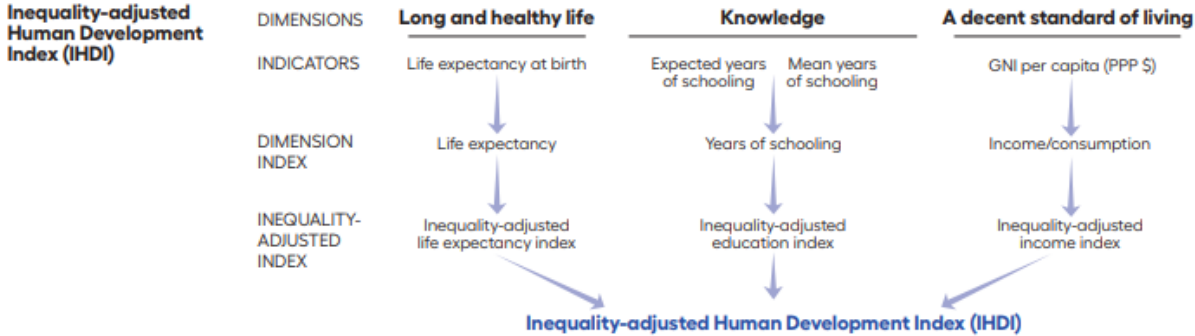 Inequality-adjusted
Human Development
Index (IHDI)
DIMENSIONS
Long and healthy life
Knowledge
A decent standard of living
INDICATORS
Life expectancy at birth
Expected years
of schooling
Mean years
of schooling
GNI per capita (PPP $)
DIMENSION
INDEX
Life expectancy
Years of schooling
Income/consumption
INEQUALITY-
ADJUSTED
INDEX
Inequality-adjusted
life expectancy index
Inequality-adjusted
education index
Inequality-adjusted
income index
Inequality-adjusted Human Development Index (IHDI)